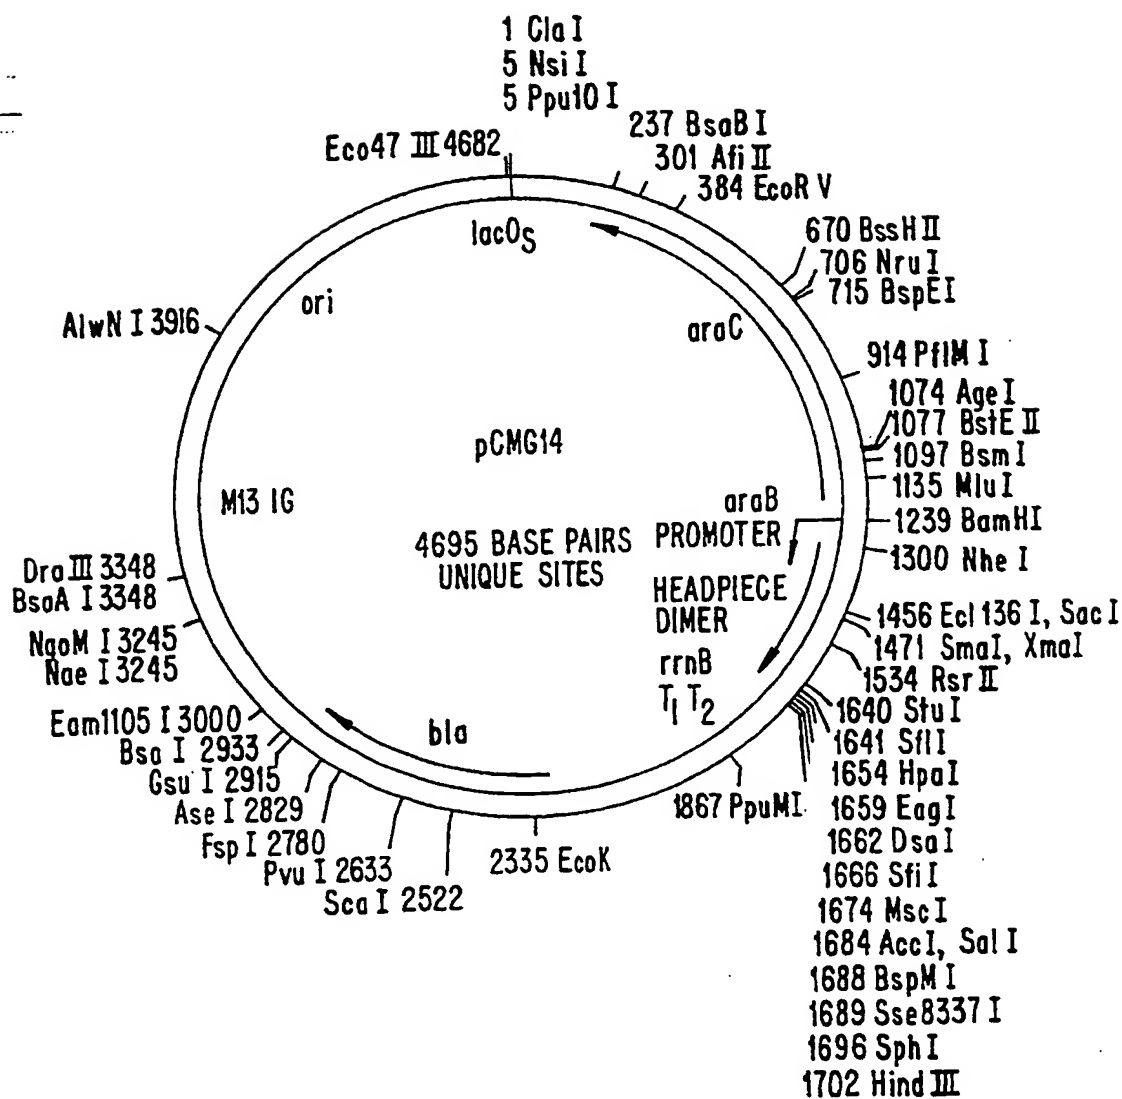 1 Cla I
5 Nsi I
5 Ppu10 I
237 BsaB I
301 Afi II
384 EcoR V
670 BssH II
706 Nru I
715 BspEI
914 PflM I
1074 Age I
1077 BstE II
1097 Bsm I
1135 Mlu I
1239 BamHI
1300 Nhe I
1456 Ecl 136 I, Sac I
1471 SmaI, XmaI
1534 Rsr II
1640 Stu I
1641 SflI
1654 HpaI
1659 EagI
1662 DsaI
1666 Sfi I
1674 MscI
1684 AccI, Sal I
1688 BspM I
1689 Sse8337 I
1696 Sph I
1702 Hind III
1867 PpuMI
2335 EcoK
Sca I 2522
Pvu I 2633
Fsp I 2780
Ase I 2829
Gsu I 2915
Bsa I 2933
Eam1105 I 3000
Nae I 3245
NgoM I 3245
BsaA I 3348
Dra III 3348
AlwN I 3916
Eco47 III 4682
lacOS
ori
araC
pCMG14
M13 IG
4695 BASE PAIRS
UNIQUE SITES
araB
PROMOTER
HEADPIECE
DIMER
rrnB
T1 T2
bla